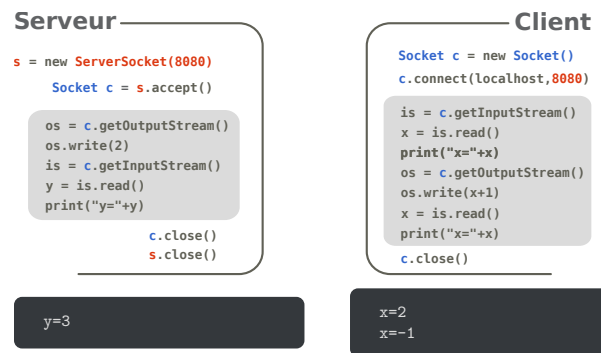 Serveur
s = new ServerSocket(8080)
Socket c = s.accept()
os = c.getOutputStream()
os.write(2)
is = c.getInputStream()
y = is.read()
print("y="+y)
c.close()
s.close()
y=3
Client
Socket c = new Socket()
c.connect(localhost,8080)
is = c.getInputStream()
x = is.read()
print("x="+x)
os = c.getOutputStream()
os.write(x+1)
x = is.read()
print("x="+x)
c.close()
x=2
x=-1